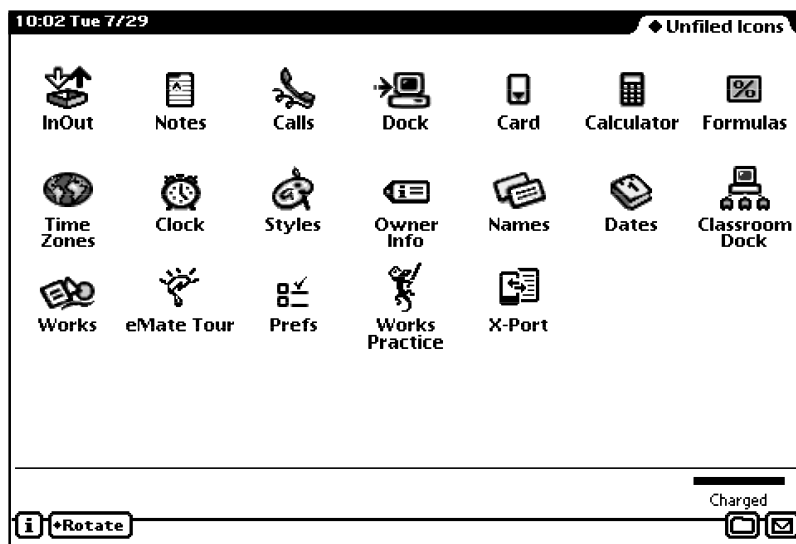 10:02 Tue 7/29
◆ Unfiled Icons
InOut Notes Calls Dock Card Calculator Formulas
Time Zones Clock Styles Owner Info Names Dates Classroom Dock
Works eMate Tour Prefs Works Practice X-Port
Charged
i ◆Rotate